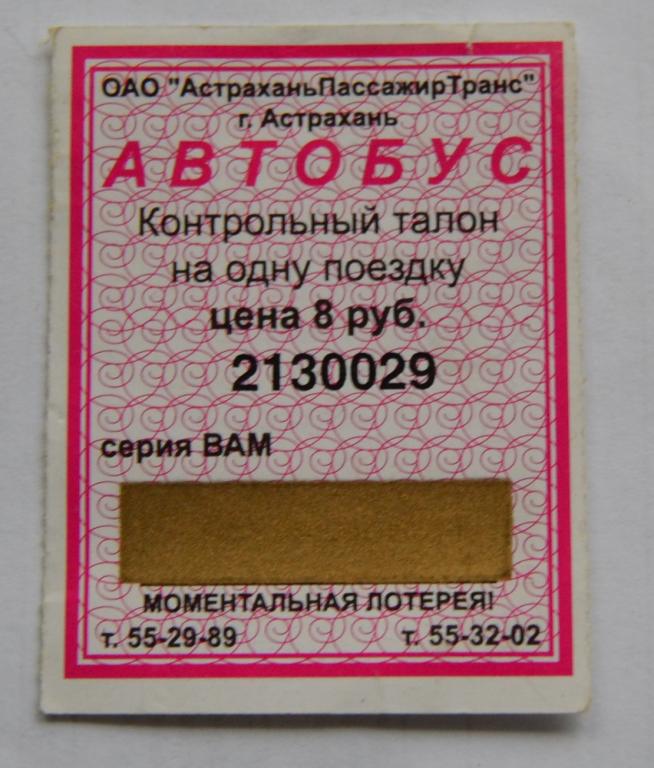 ОАО "АстраханьПассажирТранс"
г. Астрахань
АВТОБУС
Контрольный талон
на одну поездку
цена 8 руб.
2130029
серия ВАМ
МОМЕНТАЛЬНАЯ ЛОТЕРЕЯ!
т. 55-29-89 т. 55-32-02